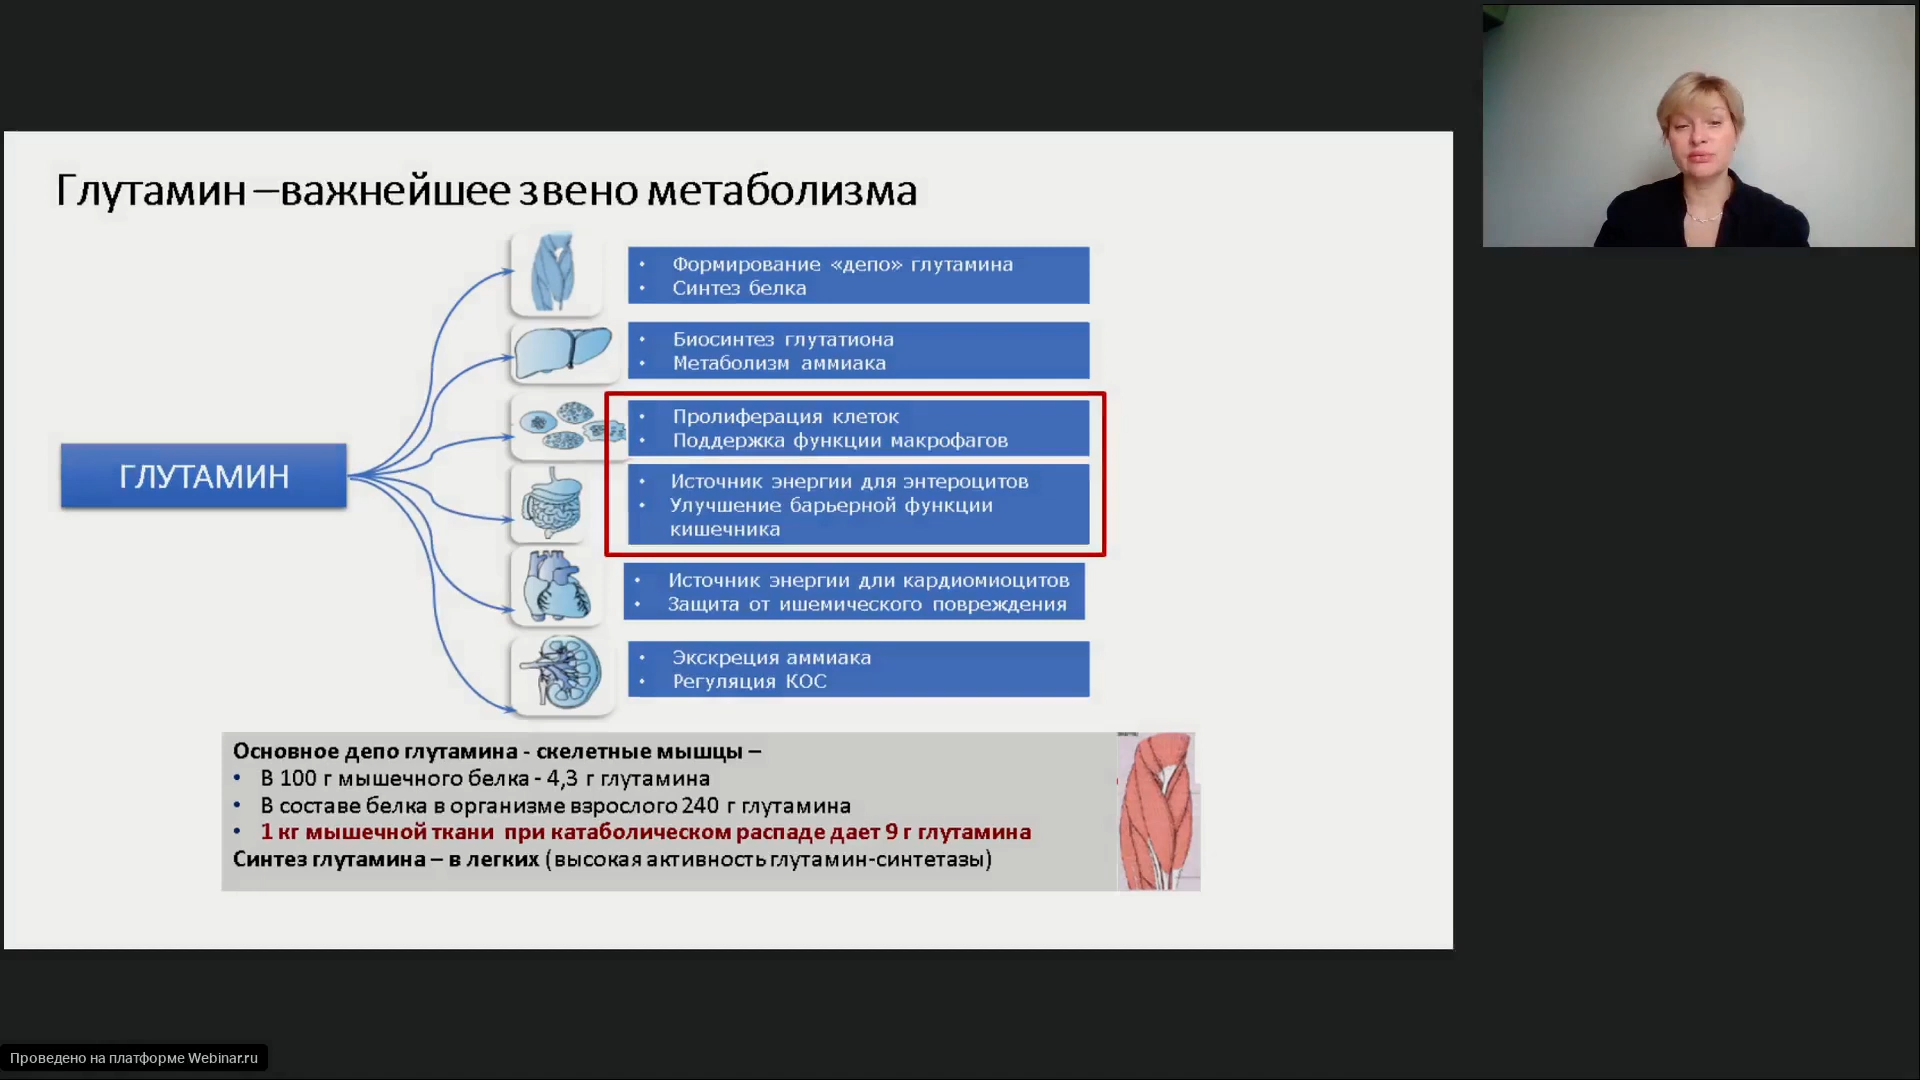 Глутамин –важнейшее звено метаболизма
• Формирование «депо» глутамина
• Синтез белка
• Биосинтез глутатиона
• Метаболизм аммиака
• Пролиферация клеток
• Поддержка функции макрофагов
ГЛУТАМИН
• Источник энергии для энтероцитов
• Улучшение барьерной функции
кишечника
• Источник энергии дли кардиомиоцитов
• Защита от ишемического повреждения
• Экскреция аммиака
• Регуляция КОС
Основное депо глутамина - скелетные мышцы –
• В 100 г мышечного белка - 4,3 г глутамина
• В составе белка в организме взрослого 240 г глутамина
• 1 кг мышечной ткани при катаболическом распаде дает 9 г глутамина
Синтез глутамина – в легких (высокая активность глутамин-синтетазы)
Проведено на платформе Webinar.ru